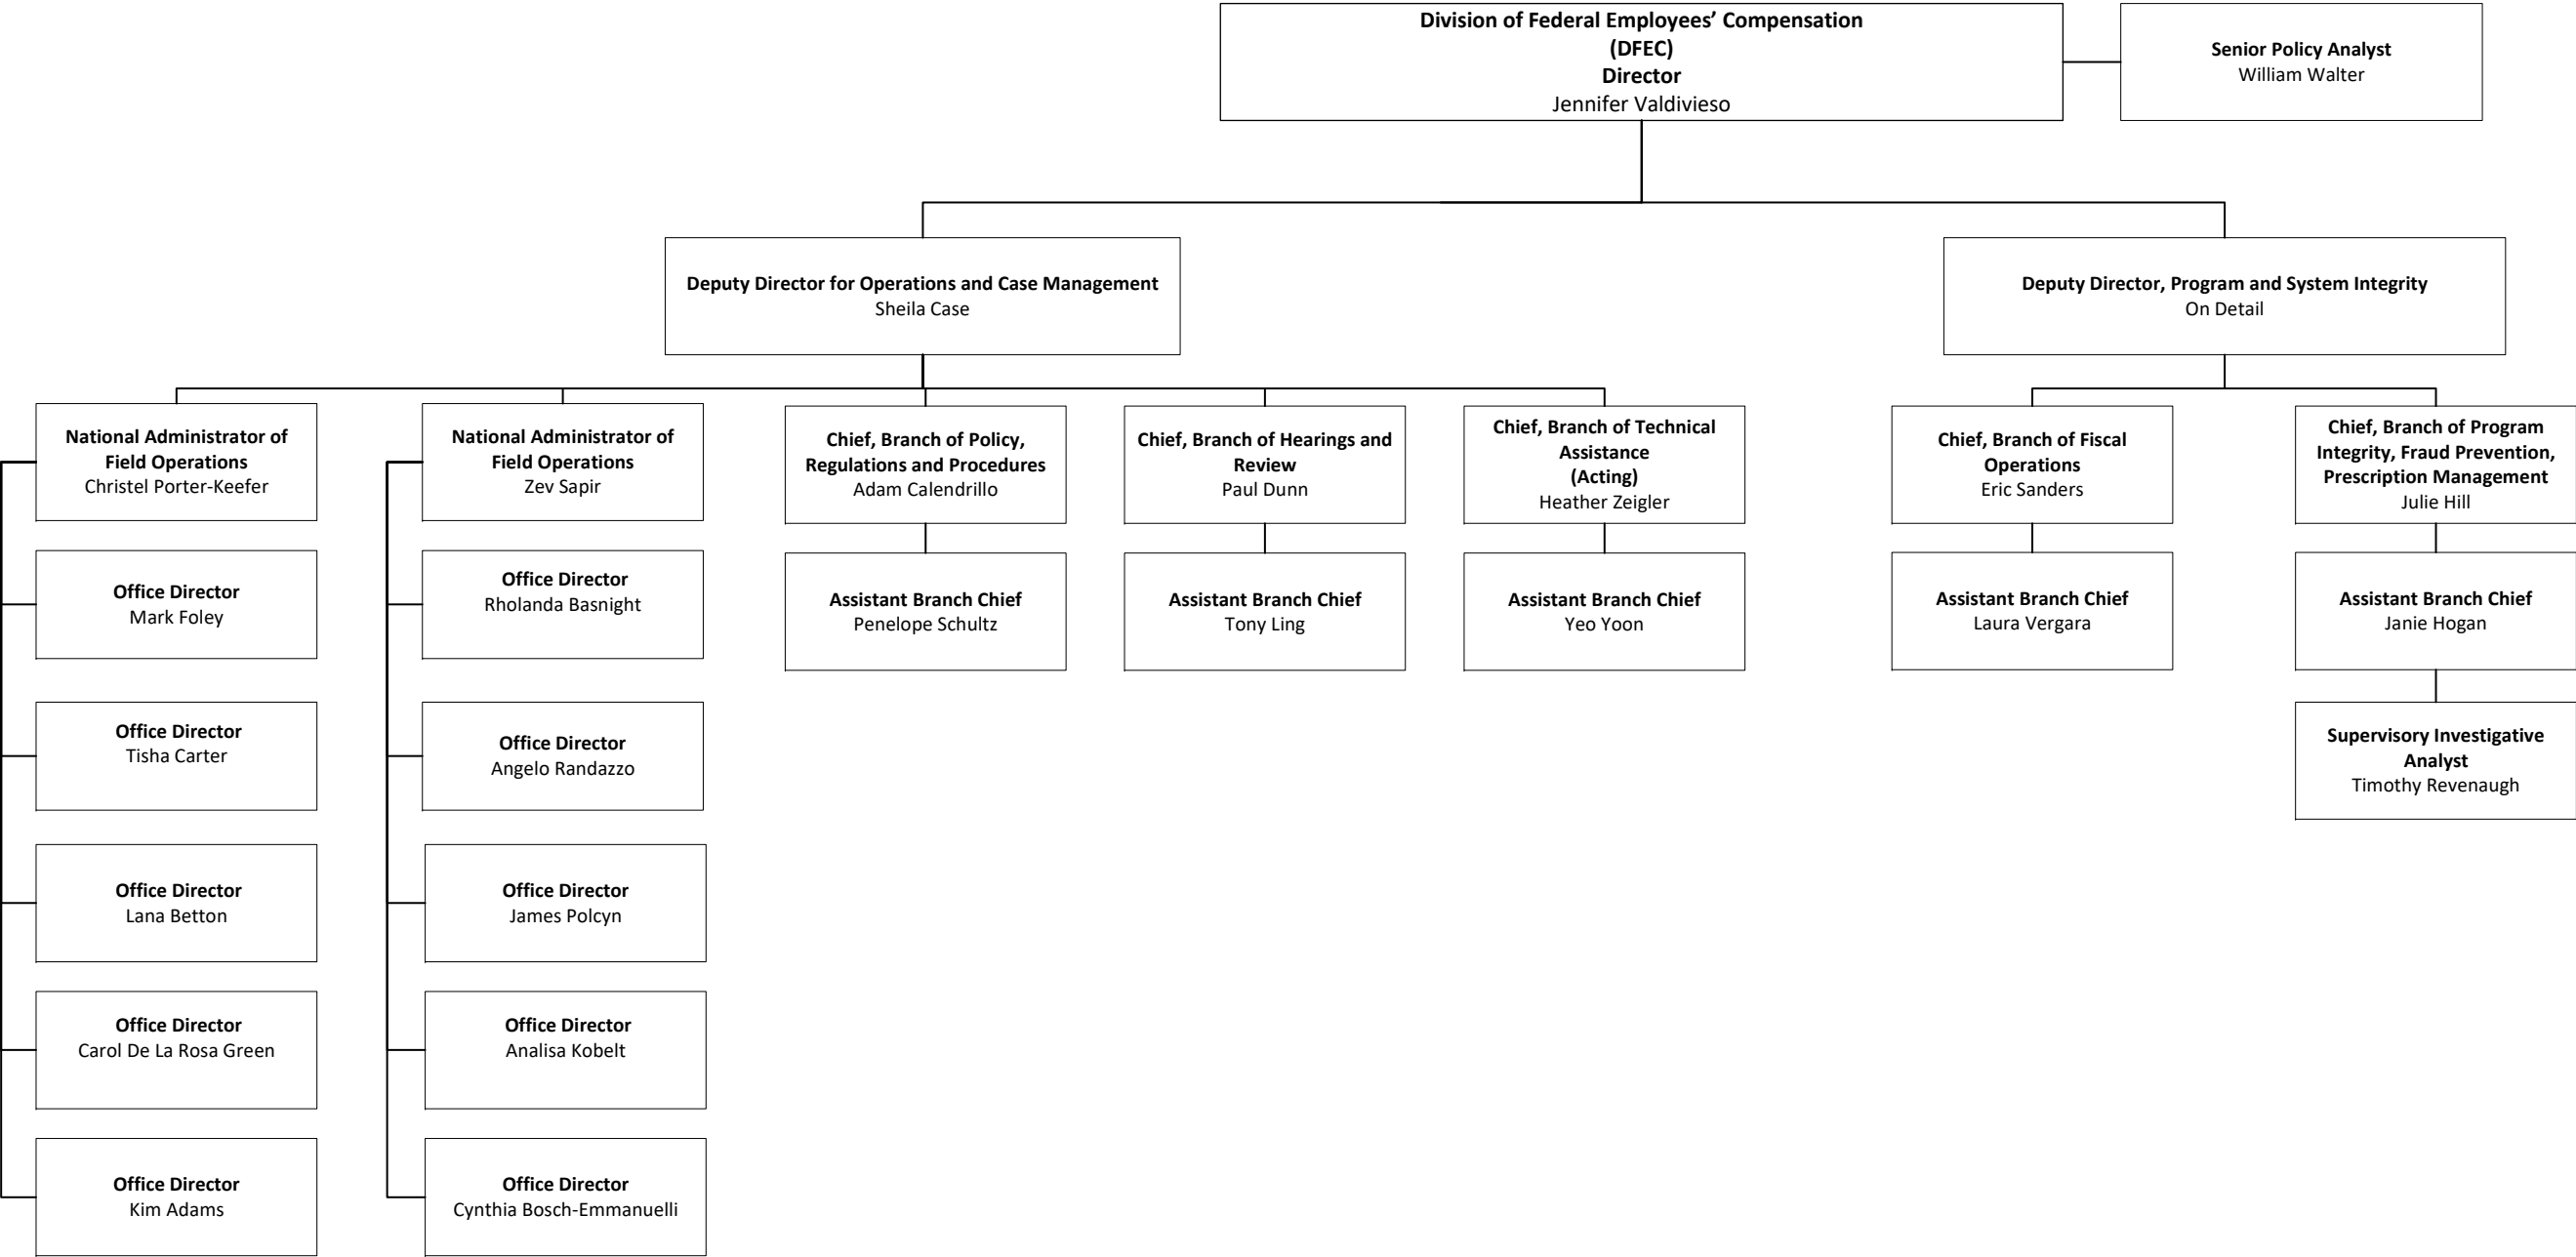 Division of Federal Employees’ Compensation
(DFEC)
Director
Jennifer Valdivieso
Senior Policy Analyst
William Walter
Deputy Director for Operations and Case Management
Sheila Case
Deputy Director, Program and System Integrity
On Detail
National Administrator of
Field Operations
Christel Porter-Keefer
National Administrator of
Field Operations
Zev Sapir
Chief, Branch of Policy,
Regulations and Procedures
Adam Calendrillo
Chief, Branch of Hearings and
Review
Paul Dunn
Chief, Branch of Technical
Assistance
(Acting)
Heather Zeigler
Chief, Branch of Fiscal
Operations
Eric Sanders
Chief, Branch of Program
Integrity, Fraud Prevention,
Prescription Management
Julie Hill
Office Director
Mark Foley
Office Director
Rholanda Basnight
Assistant Branch Chief
Penelope Schultz
Assistant Branch Chief
Tony Ling
Assistant Branch Chief
Yeo Yoon
Assistant Branch Chief
Laura Vergara
Assistant Branch Chief
Janie Hogan
Office Director
Tisha Carter
Office Director
Angelo Randazzo
Supervisory Investigative
Analyst
Timothy Revenaugh
Office Director
Lana Betton
Office Director
James Polcyn
Office Director
Carol De La Rosa Green
Office Director
Analisa Kobelt
Office Director
Kim Adams
Office Director
Cynthia Bosch-Emmanuelli